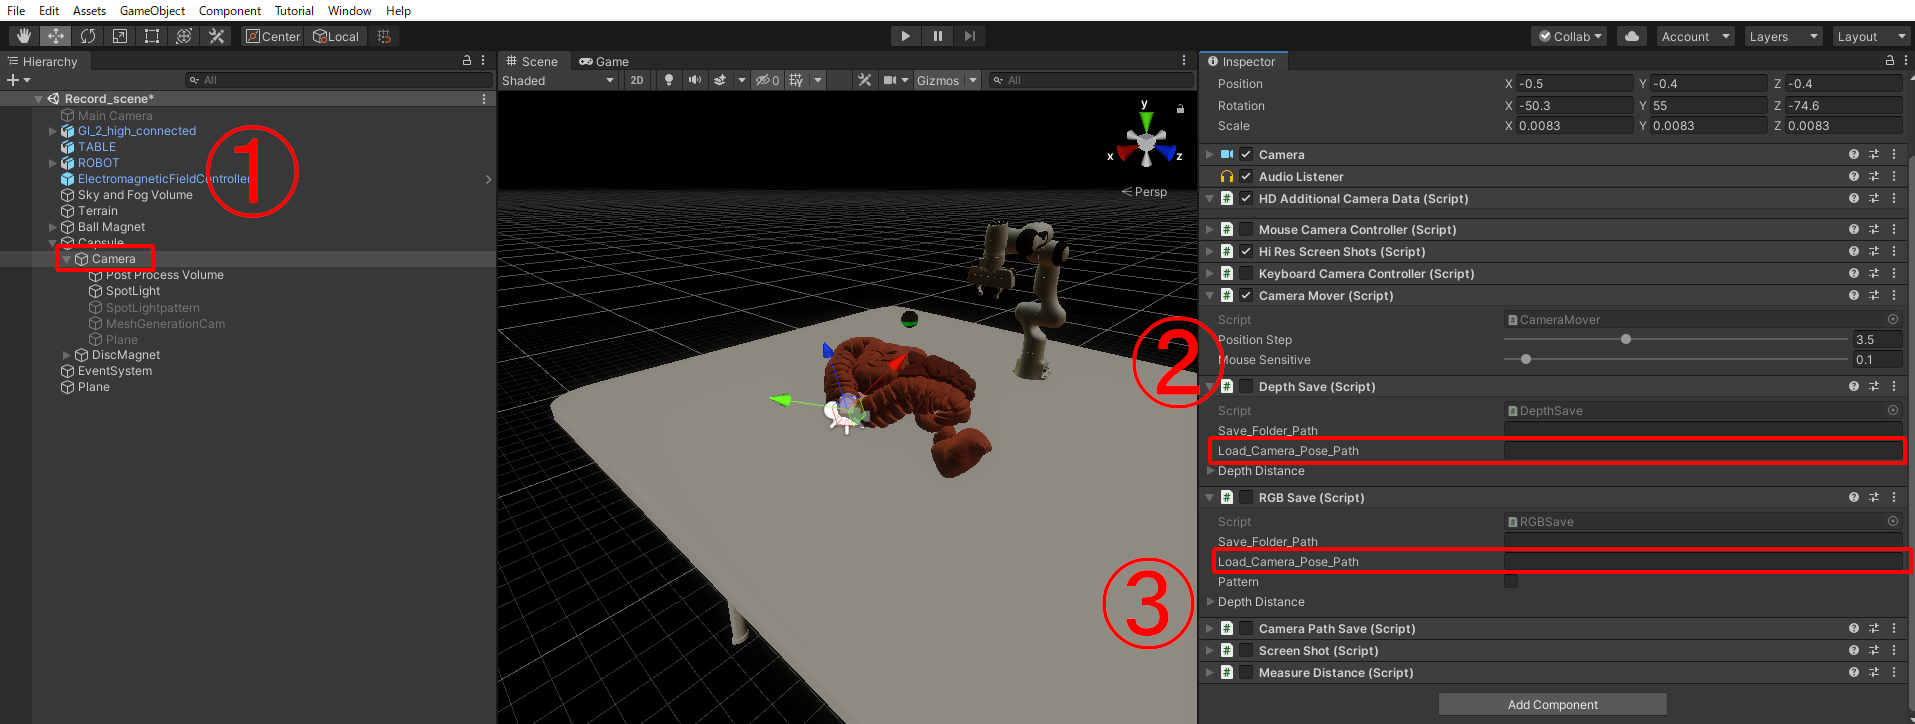 File Edit Assets GameObject Component Tutorial Window Help
Center Local
Collab Account Layers Layout
Hierarchy
All
Record_scene*
Main Camera
GI_2_high_connected
TABLE
ROBOT
ElectromagneticFieldController
Sky and Fog Volume
Terrain
Ball Magnet
Capsule
Camera
Post Process Volume
SpotLight
SpotLightpattern
MeshGenerationCam
Plane
DiscMagnet
EventSystem
Plane
①
Scene Game
Shaded 2D 0 Gizmos All
y
x z
Persp
②
③
Inspector
Position X -0.5 Y -0.4 Z -0.4
Rotation X -50.3 Y 55 Z -74.6
Scale X 0.0083 Y 0.0083 Z 0.0083
Camera
Audio Listener
# HD Additional Camera Data (Script)
# Mouse Camera Controller (Script)
# Hi Res Screen Shots (Script)
# Keyboard Camera Controller (Script)
# Camera Mover (Script)
Script CameraMover
Position Step 3.5
Mouse Sensitive 0.1
# Depth Save (Script)
Script DepthSave
Save_Folder_Path
Load_Camera_Pose_Path
Depth Distance
# RGB Save (Script)
Script RGBSave
Save_Folder_Path
Load_Camera_Pose_Path
Pattern
Depth Distance
# Camera Path Save (Script)
# Screen Shot (Script)
# Measure Distance (Script)
Add Component